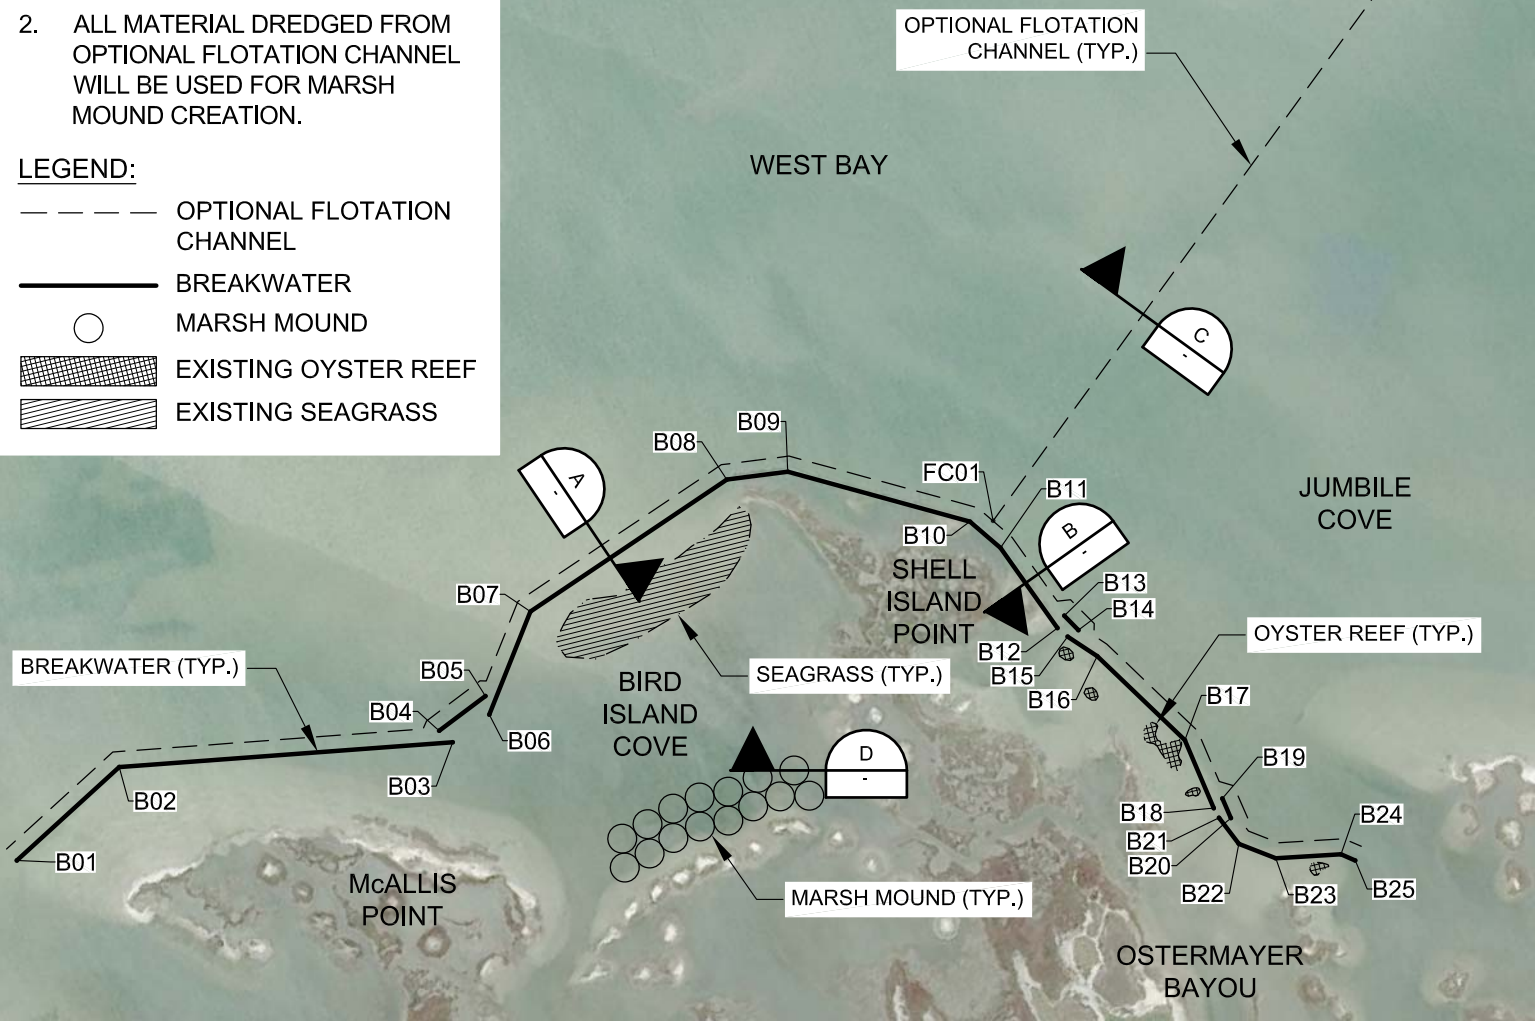 2. ALL MATERIAL DREDGED FROM
OPTIONAL FLOTATION CHANNEL
WILL BE USED FOR MARSH
MOUND CREATION.
LEGEND:
OPTIONAL FLOTATION
CHANNEL
BREAKWATER
MARSH MOUND
EXISTING OYSTER REEF
EXISTING SEAGRASS
OPTIONAL FLOTATION
CHANNEL (TYP.)
WEST BAY
C
-
B09
B08
A
-
FC01
B11
JUMBILE
COVE
B10
B
-
SHELL
ISLAND
POINT
B13
B14
B07
B12
B15
B16
OYSTER REEF (TYP.)
BREAKWATER (TYP.)
B05
B04
B06
BIRD
ISLAND
COVE
SEAGRASS (TYP.)
B17
D
-
B19
B03
B02
B18
B21
B20
B24
B01
McALLIS
POINT
MARSH MOUND (TYP.)
B22
B23
B25
OSTERMAYER
BAYOU